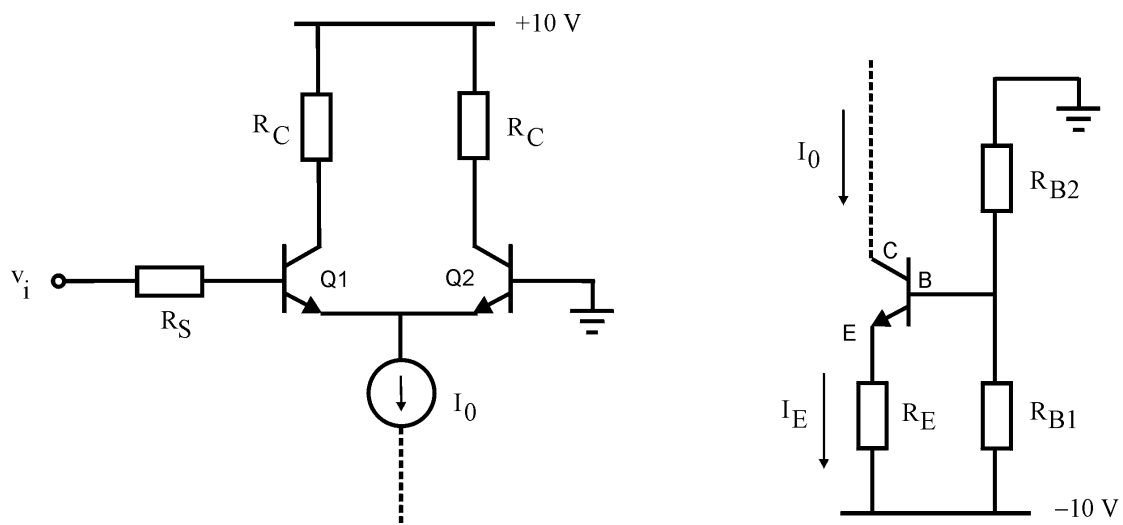 +10 V
R_C
R_C
v_i
R_S
Q1
Q2
I_0
I_0
R_B2
C
B
E
I_E
R_E
R_B1
−10 V